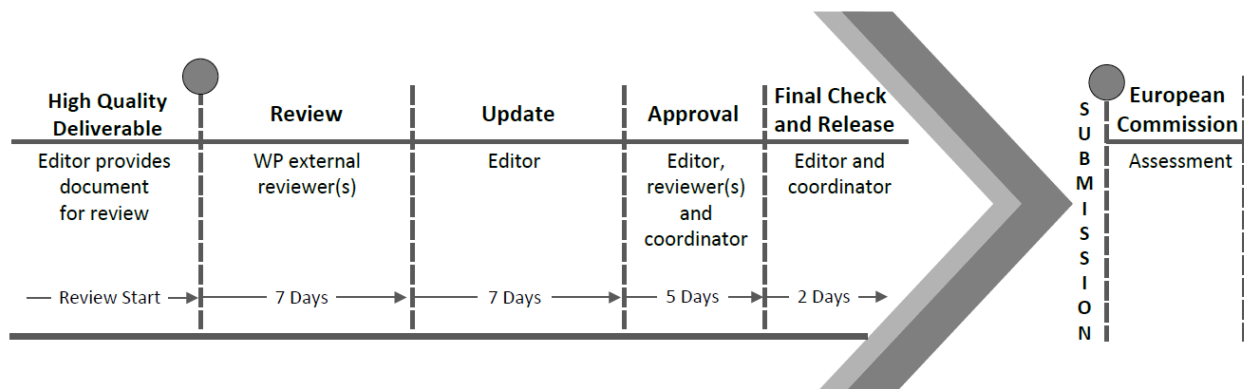 High Quality
Deliverable
Editor provides
document
for review
Review Start
Review
WP external
reviewer(s)
7 Days
Update
Editor
7 Days
Approval
Editor,
reviewer(s)
and
coordinator
5 Days
Final Check
and Release
Editor and
coordinator
2 Days
SUBMISSION
European
Commission
Assessment